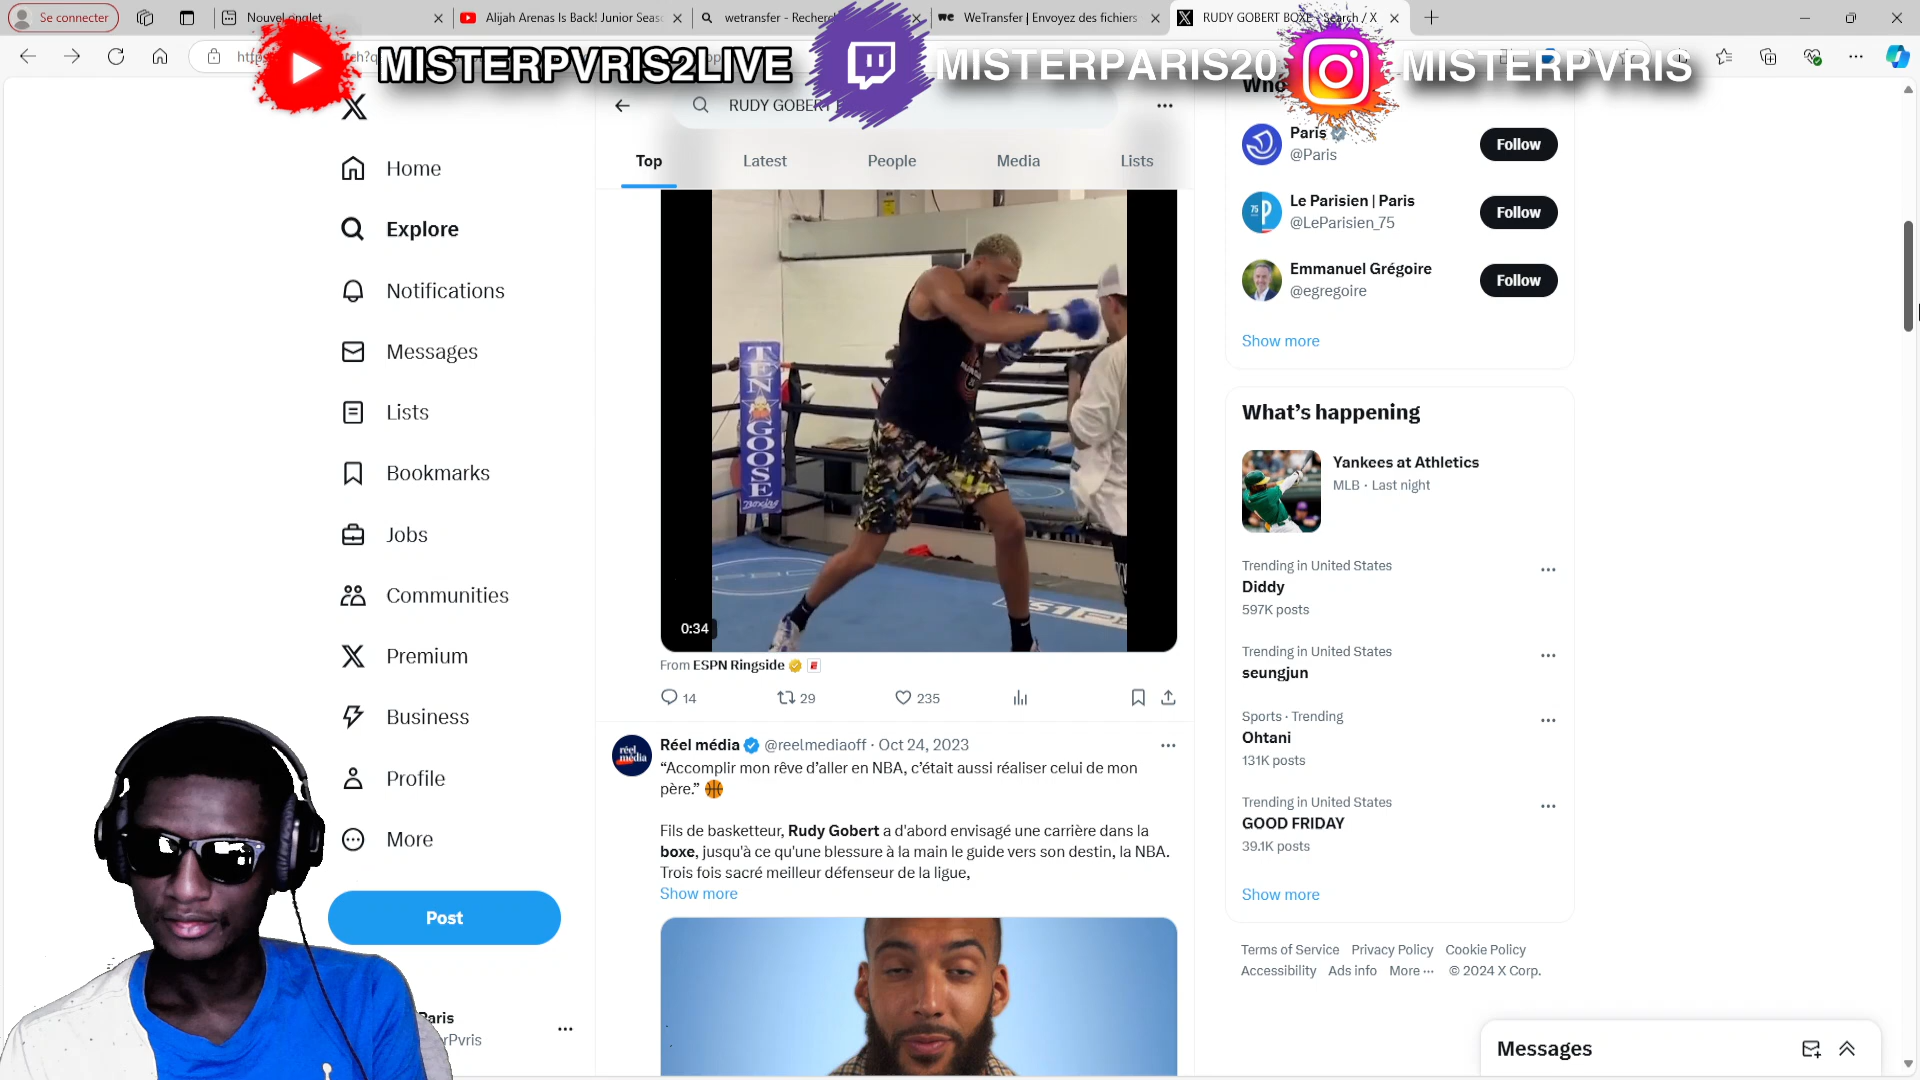 Se connecter
Nouvel onglet
Alijah Arenas Is Back! Junior Seas
wetransfer - Recherc
WeTransfer | Envoyez des fichiers
RUDY GOBERT BOXE - Search / X
MISTERPVRIS2LIVE
MISTERPARIS20
MISTERPVRIS
RUDY GOBERT
Home
Explore
Notifications
Messages
Lists
Bookmarks
Jobs
Communities
Premium
Business
Profile
More
Post
Paris
rPvris
Top
Latest
People
Media
Lists
TEN GOOSE
Boxing
0:34
From ESPN Ringside
14
29
235
Réel média @reelmediaoff · Oct 24, 2023
“Accomplir mon rêve d’aller en NBA, c’était aussi réaliser celui de mon
père.”
Fils de basketteur, Rudy Gobert a d'abord envisagé une carrière dans la
boxe, jusqu'à ce qu'une blessure à la main le guide vers son destin, la NBA.
Trois fois sacré meilleur défenseur de la ligue,
Show more
réel
média
Who
Paris
@Paris
Follow
Le Parisien | Paris
@LeParisien_75
Follow
Emmanuel Grégoire
@egregoire
Follow
Show more
What’s happening
Yankees at Athletics
MLB · Last night
Trending in United States
Diddy
597K posts
Trending in United States
seungjun
Sports · Trending
Ohtani
131K posts
Trending in United States
GOOD FRIDAY
39.1K posts
Show more
Terms of Service Privacy Policy Cookie Policy
Accessibility Ads info More ··· © 2024 X Corp.
Messages